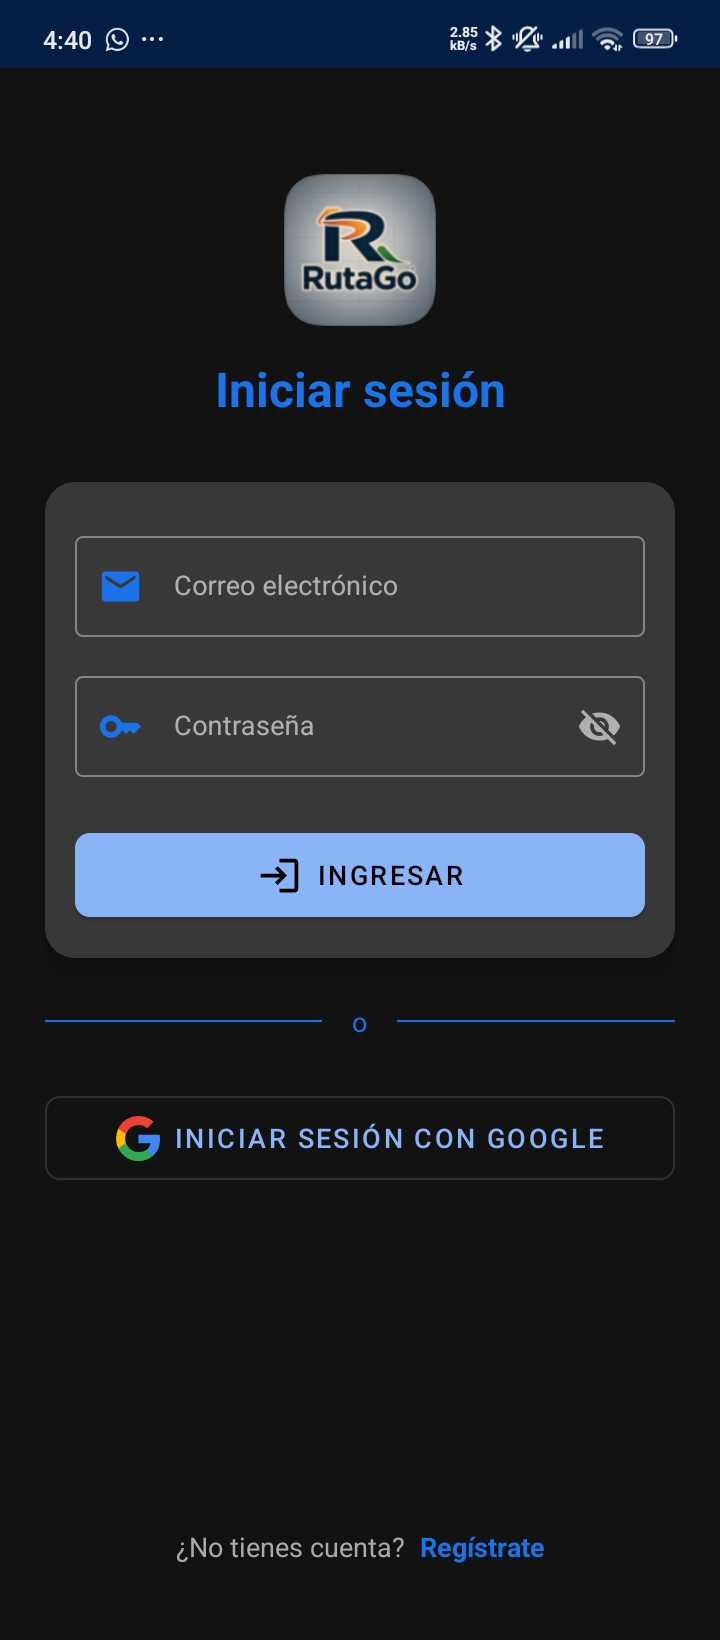 4:40
2.85
kB/s
97
R
RutaGo
Iniciar sesión
Correo electrónico
Contraseña
INGRESAR
o
INICIAR SESIÓN CON GOOGLE
¿No tienes cuenta? Regístrate